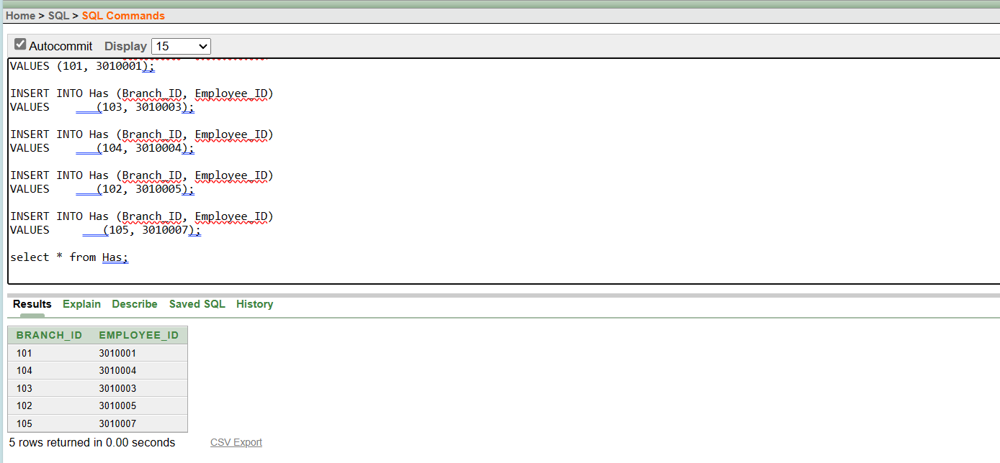 Home > SQL > SQL Commands
Autocommit Display 15
VALUES (101, 3010001);
INSERT INTO Has (Branch_ID, Employee_ID)
VALUES (103, 3010003);
INSERT INTO Has (Branch_ID, Employee_ID)
VALUES (104, 3010004);
INSERT INTO Has (Branch_ID, Employee_ID)
VALUES (102, 3010005);
INSERT INTO Has (Branch_ID, Employee_ID)
VALUES (105, 3010007);
select * from Has;
Results Explain Describe Saved SQL History
BRANCH_ID EMPLOYEE_ID
101 3010001
104 3010004
103 3010003
102 3010005
105 3010007
5 rows returned in 0.00 seconds CSV Export